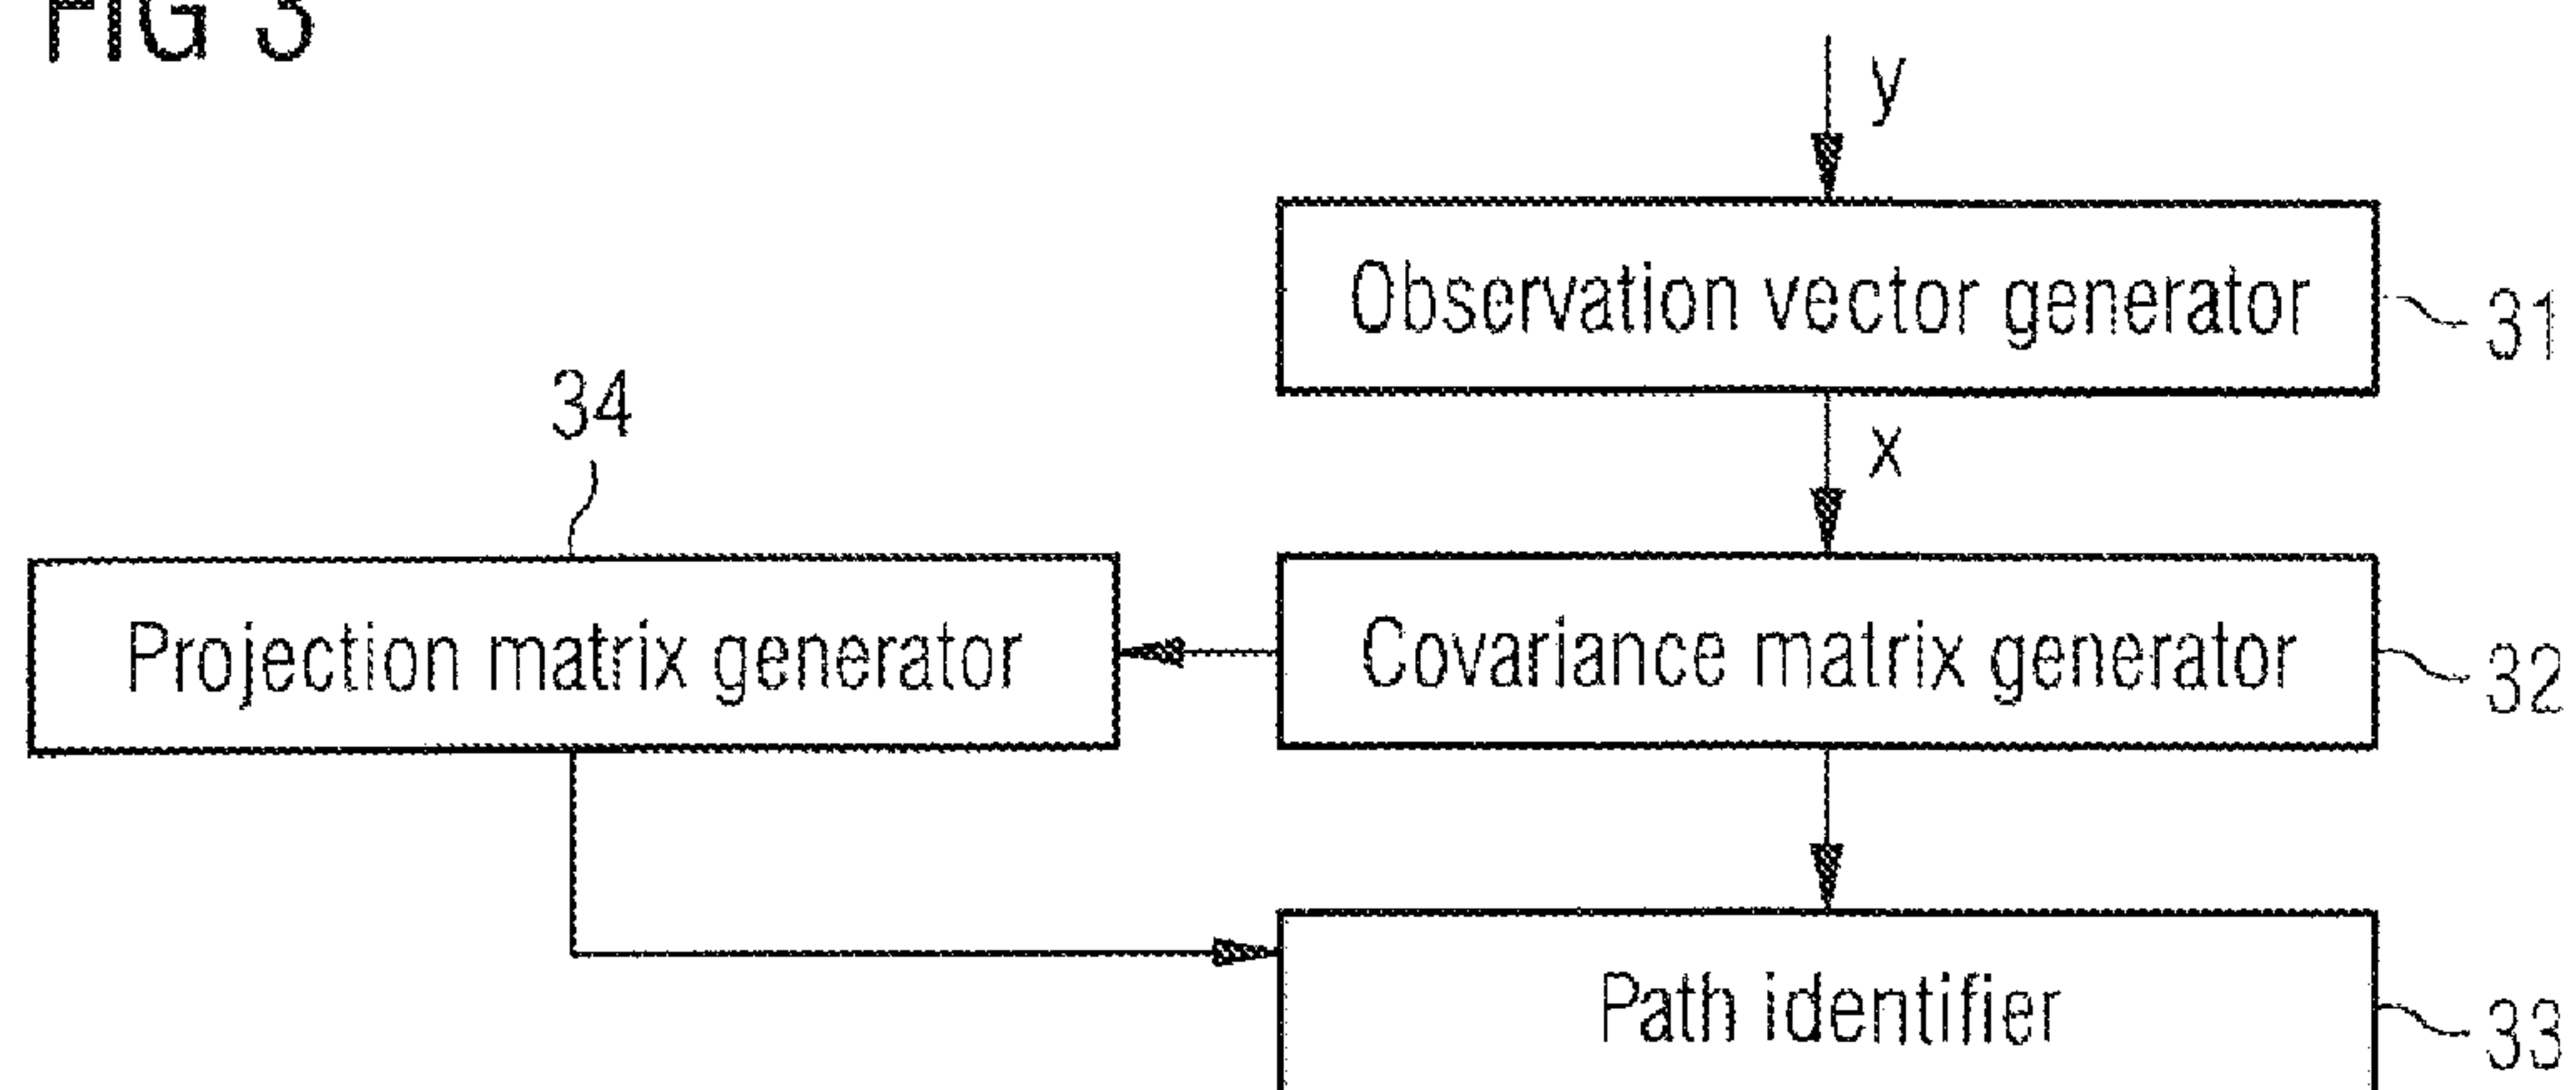 FIG 3
y
Observation vector generator
31
x
34
Projection matrix generator
Covariance matrix generator
32
Path identifier
33